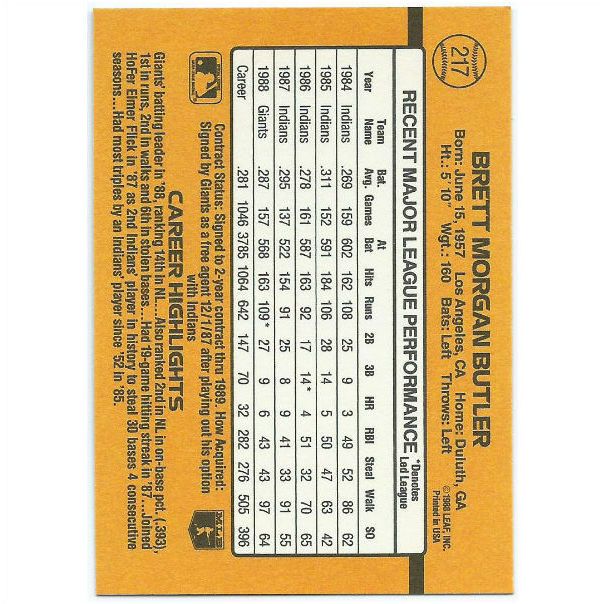 217
BRETT MORGAN BUTLER
Born: June 15, 1957 Los Angeles, CA Home: Duluth, GA
Ht.: 5' 10" Wgt.: 160 Bats: Left Throws: Left
©1988 LEAF, INC.
Printed in USA
RECENT MAJOR LEAGUE PERFORMANCE
*Denotes
Led League
Year Team Name Bat. Avg. Games At Bat Hits Runs 2B 3B HR RBI Steal Walk SO
1984 Indians .269 159 602 162 108 25 9 3 49 52 86 62
1985 Indians .311 152 591 184 106 28 14 5 50 47 63 42
1986 Indians .278 161 587 163 92 17 14* 4 51 32 70 65
1987 Indians .295 137 522 154 91 25 8 9 41 33 91 55
1988 Giants .287 157 568 163 109* 27 9 6 43 43 97 64
Career .281 1046 3785 1064 642 147 70 32 282 276 505 396
Contract Status: Signed to 2-year contract thru 1989; How Acquired:
Signed by Giants as a free agent 12/1/87 after playing out his option
with Indians
MLB
CAREER HIGHLIGHTS
Giants' batting leader in '88, ranking 14th in NL...Also ranked 2nd in NL in on-base pct. (.393),
1st in runs, 2nd in walks and 6th in stolen bases...Had 19-game hitting streak in '87...Joined
HoFer Elmer Flick in '87 as 2nd Indians' player in history to steal 30 bases 4 consecutive
seasons...Had most triples by an Indians' player since '52 in '85.